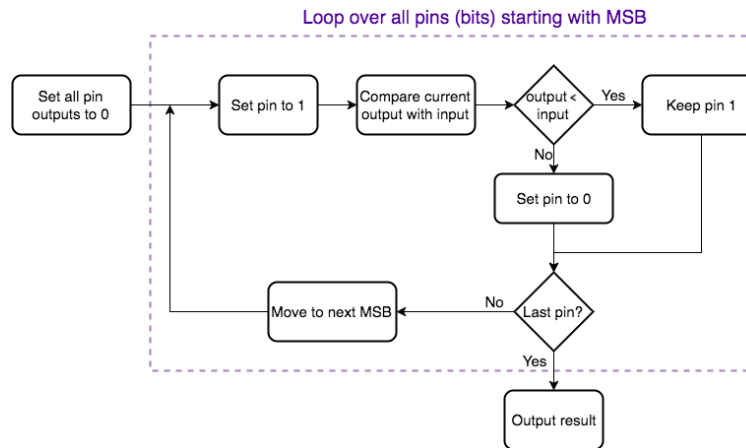 Loop over all pins (bits) starting with MSB
Set all pin
outputs to 0
Set pin to 1
Compare current
output with input
output <
input
Yes
Keep pin 1
No
Set pin to 0
Last pin?
No
Move to next MSB
Yes
Output result